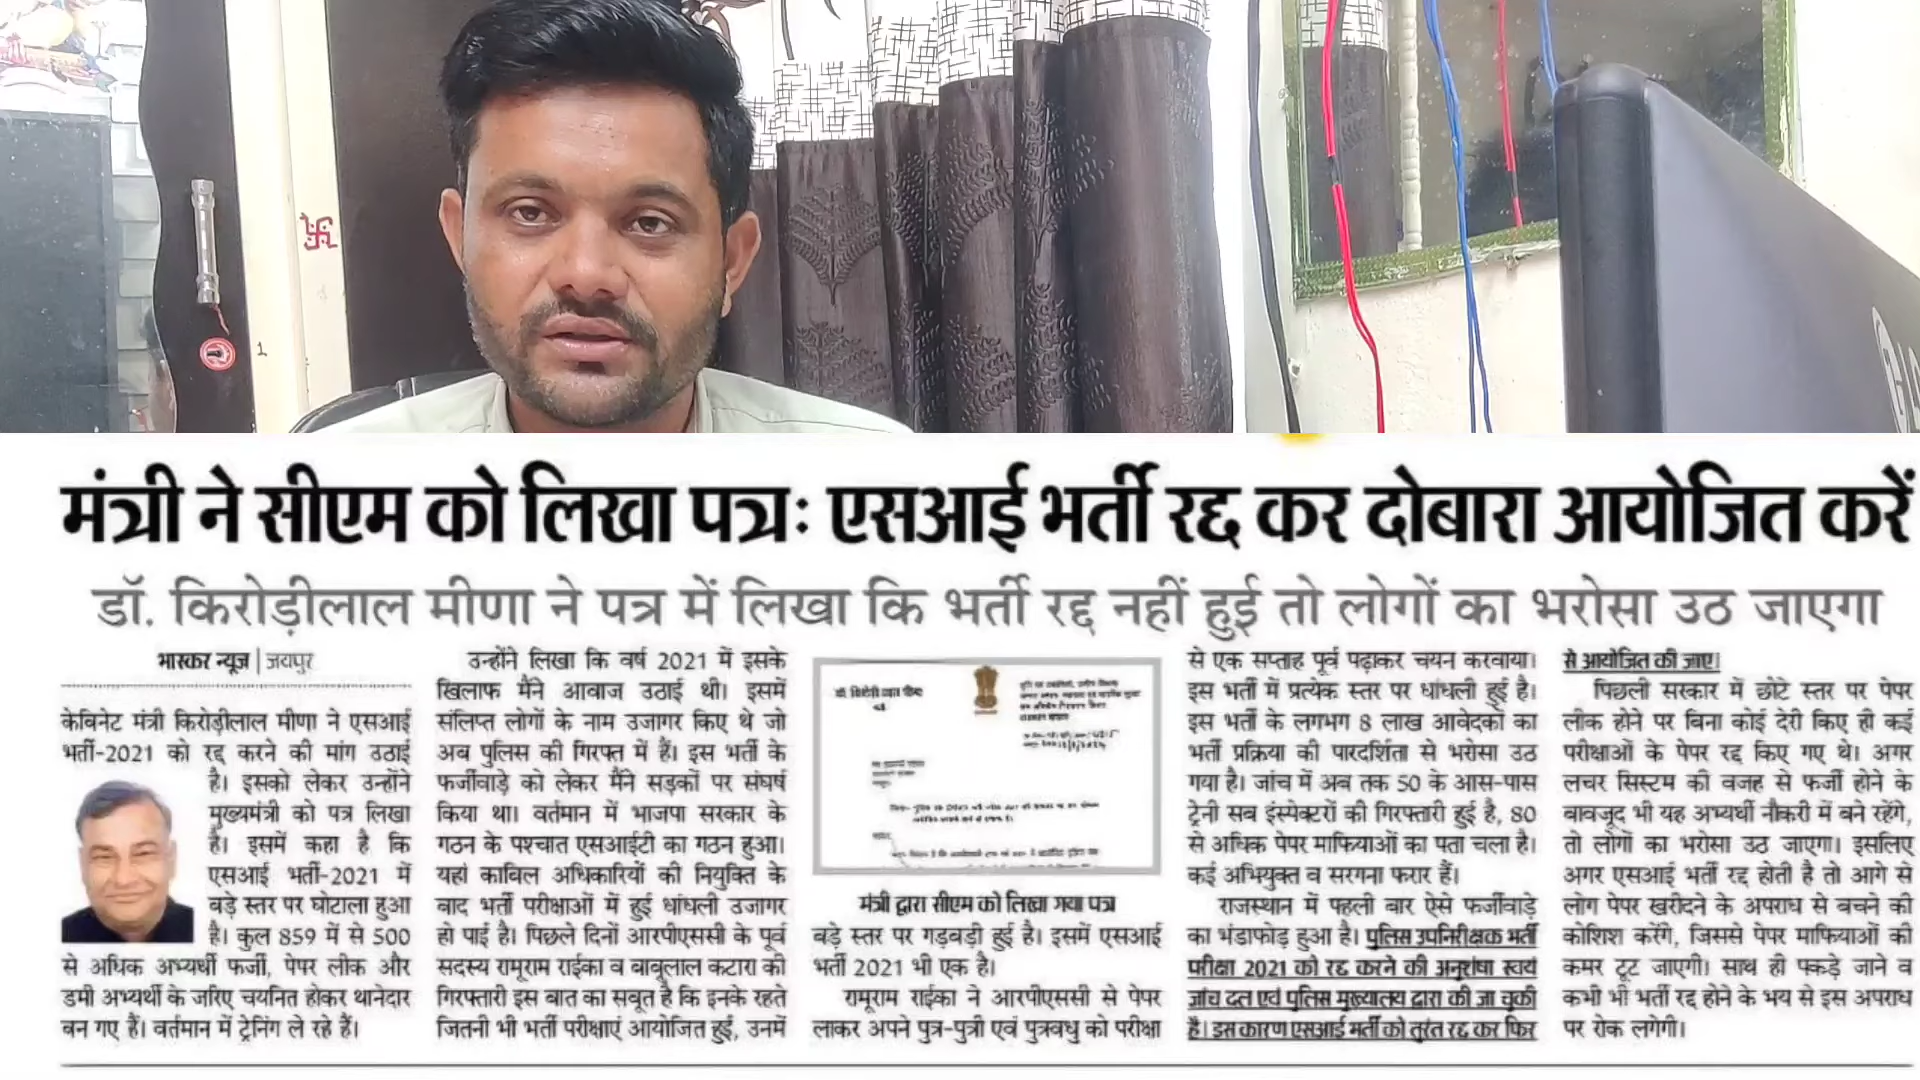 मंत्री ने सीएम को लिखा पत्रः एसआई भर्ती रद्द कर दोबारा आयोजित करें
डॉ. किरोड़ीलाल मीणा ने पत्र में लिखा कि भर्ती रद्द नहीं हुई तो लोगों का भरोसा उठ जाएगा
भास्कर न्यूज | जयपुर
केबिनेट मंत्री किरोड़ीलाल मीणा ने एसआई
भर्ती-2021 को रद्द करने की मांग उठाई
है। इसको लेकर उन्होंने
मुख्यमंत्री को पत्र लिखा
है। इसमें कहा है कि
एसआई भर्ती-2021 में
बड़े स्तर पर घोटाला हुआ
है। कुल 859 में से 500
से अधिक अभ्यर्थी फर्जी, पेपर लीक और
डमी अभ्यर्थी के जरिए चयनित होकर थानेदार
बन गए हैं। वर्तमान में ट्रेनिंग ले रहे हैं।
उन्होंने लिखा कि वर्ष 2021 में इसके
खिलाफ मैंने आवाज उठाई थी। इसमें
संलिप्त लोगों के नाम उजागर किए थे जो
अब पुलिस की गिरफ्त में हैं। इस भर्ती के
फर्जीवाड़े को लेकर मैंने सड़कों पर संघर्ष
किया था। वर्तमान में भाजपा सरकार के
गठन के पश्चात एसआईटी का गठन हुआ।
यहां काबिल अधिकारियों की नियुक्ति के
बाद भर्ती परीक्षाओं में हुई धांधली उजागर
हो पाई है। पिछले दिनों आरपीएससी के पूर्व
सदस्य रामूराम राईका व बाबूलाल कटारा की
गिरफ्तारी इस बात का सबूत है कि इनके रहते
जितनी भी भर्ती परीक्षाएं आयोजित हुई, उनमें
मंत्री द्वारा सीएम को लिखा गया पत्र
बड़े स्तर पर गड़बड़ी हुई है। इसमें एसआई
भर्ती 2021 भी एक है।
रामूराम राईका ने आरपीएससी से पेपर
लाकर अपने पुत्र-पुत्री एवं पुत्रवधु को परीक्षा
से एक सप्ताह पूर्व पढ़ाकर चयन करवाया।
इस भर्ती में प्रत्येक स्तर पर धांधली हुई है।
इस भर्ती के लगभग 8 लाख आवेदकों का
भर्ती प्रक्रिया की पारदर्शिता से भरोसा उठ
गया है। जांच में अब तक 50 के आस-पास
ट्रेनी सब इंस्पेक्टरों की गिरफ्तारी हुई है, 80
से अधिक पेपर माफियाओं का पता चला है।
कई अभियुक्त व सरगना फरार हैं।
राजस्थान में पहली बार ऐसे फर्जीवाड़े
का भंडाफोड़ हुआ है। पुलिस उपनिरीक्षक भर्ती
परीक्षा 2021 को रद्द करने की अनुशंषा स्वयं
जांच दल एवं पुलिस मुख्यालय द्वारा की जा चुकी
है। इस कारण एसआई भर्ती को तुरंत रद्द कर फिर
से आयोजित की जाए।
पिछली सरकार में छोटे स्तर पर पेपर
लीक होने पर बिना कोई देरी किए ही कई
परीक्षाओं के पेपर रद्द किए गए थे। अगर
लचर सिस्टम की वजह से फर्जी होने के
बावजूद भी यह अभ्यर्थी नौकरी में बने रहेंगे,
तो लोगों का भरोसा उठ जाएगा। इसलिए
अगर एसआई भर्ती रद्द होती है तो आगे से
लोग पेपर खरीदने के अपराध से बचने की
कोशिश करेंगे, जिससे पेपर माफियाओं की
कमर टूट जाएगी। साथ ही पकड़े जाने व
कभी भी भर्ती रद्द होने के भय से इस अपराध
पर रोक लगेगी।